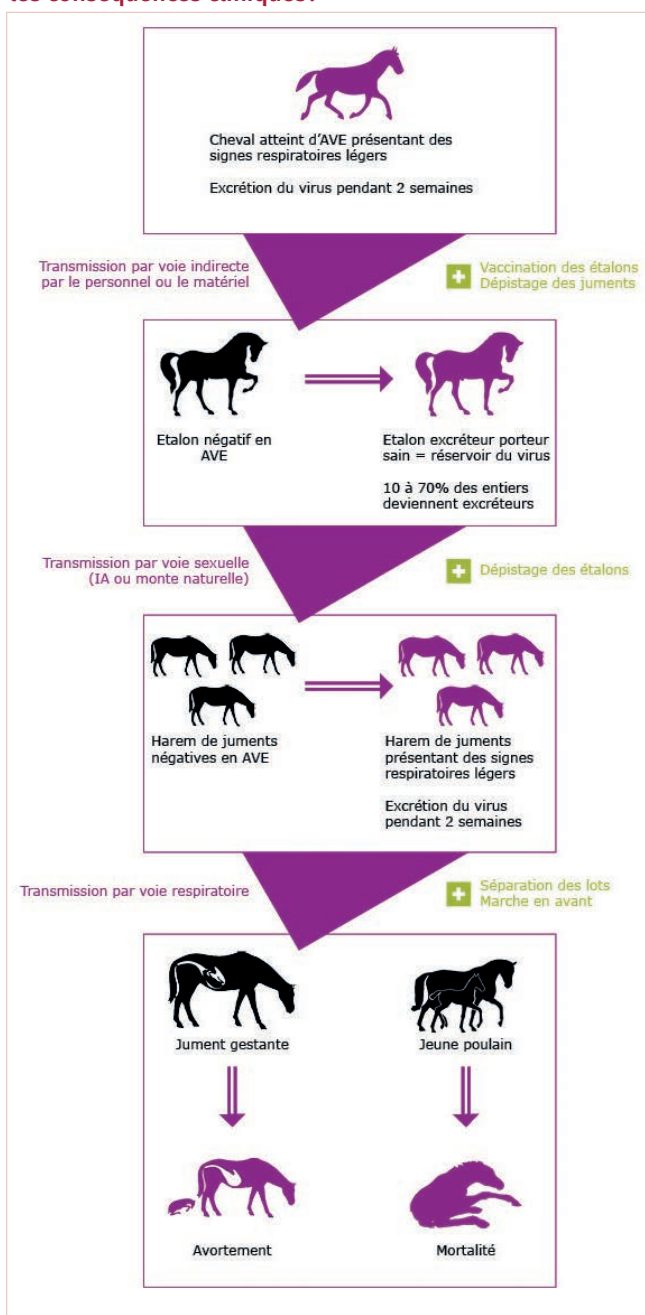 les conséquences cliniques.
Cheval atteint d'AVE présentant des
signes respiratoires légers
Excrétion du virus pendant 2 semaines
Transmission par voie indirecte
par le personnel ou le matériel
Vaccination des étalons
Dépistage des juments
Etalon négatif en
AVE
Etalon excréteur porteur
sain = réservoir du virus
10 à 70% des entiers
deviennent excréteurs
Transmission par voie sexuelle
(IA ou monte naturelle)
Dépistage des étalons
Harem de juments
négatives en AVE
Harem de juments
présentant des signes
respiratoires légers
Excrétion du virus
pendant 2 semaines
Transmission par voie respiratoire
Séparation des lots
Marche en avant
Jument gestante
Jeune poulain
Avortement
Mortalité